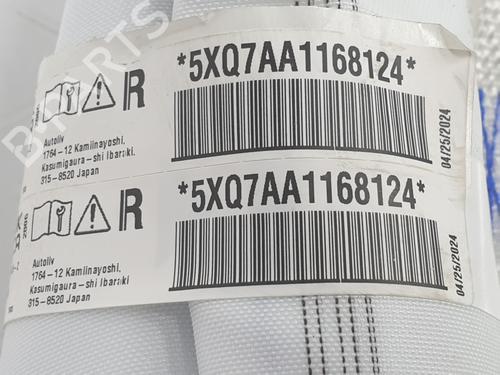 *5XQ7AA1168124*
R
Autoliv
1764-12 Kamiinayoshi,
Kasumigaura-shi Ibaraki
315-8520 Japan
04/25/2024
*5XQ7AA1168124*
R
Autoliv
1764-12 Kamiinayoshi,
Kasumigaura-shi Ibaraki
315-8520 Japan
04/25/2024